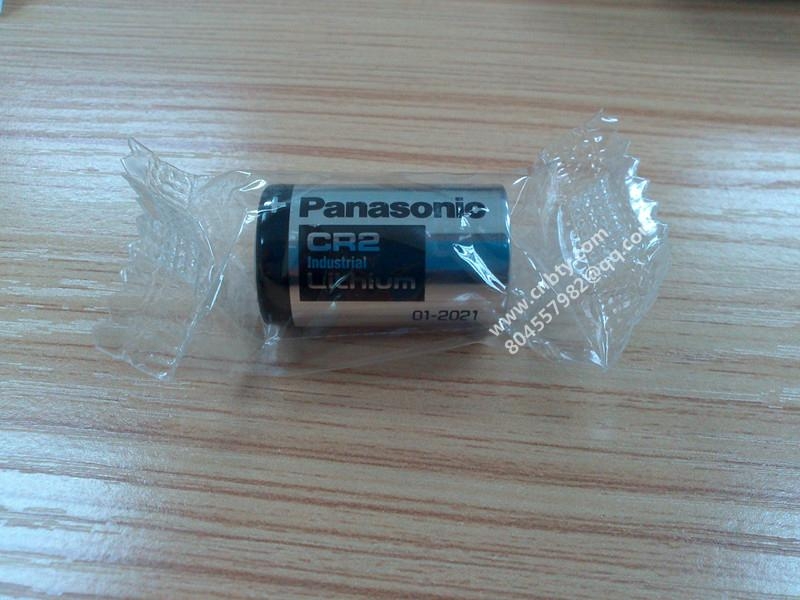 + Panasonic
CR2
Industrial
Lithium
01-2021
www.cnbty.com
804557982@qq.com